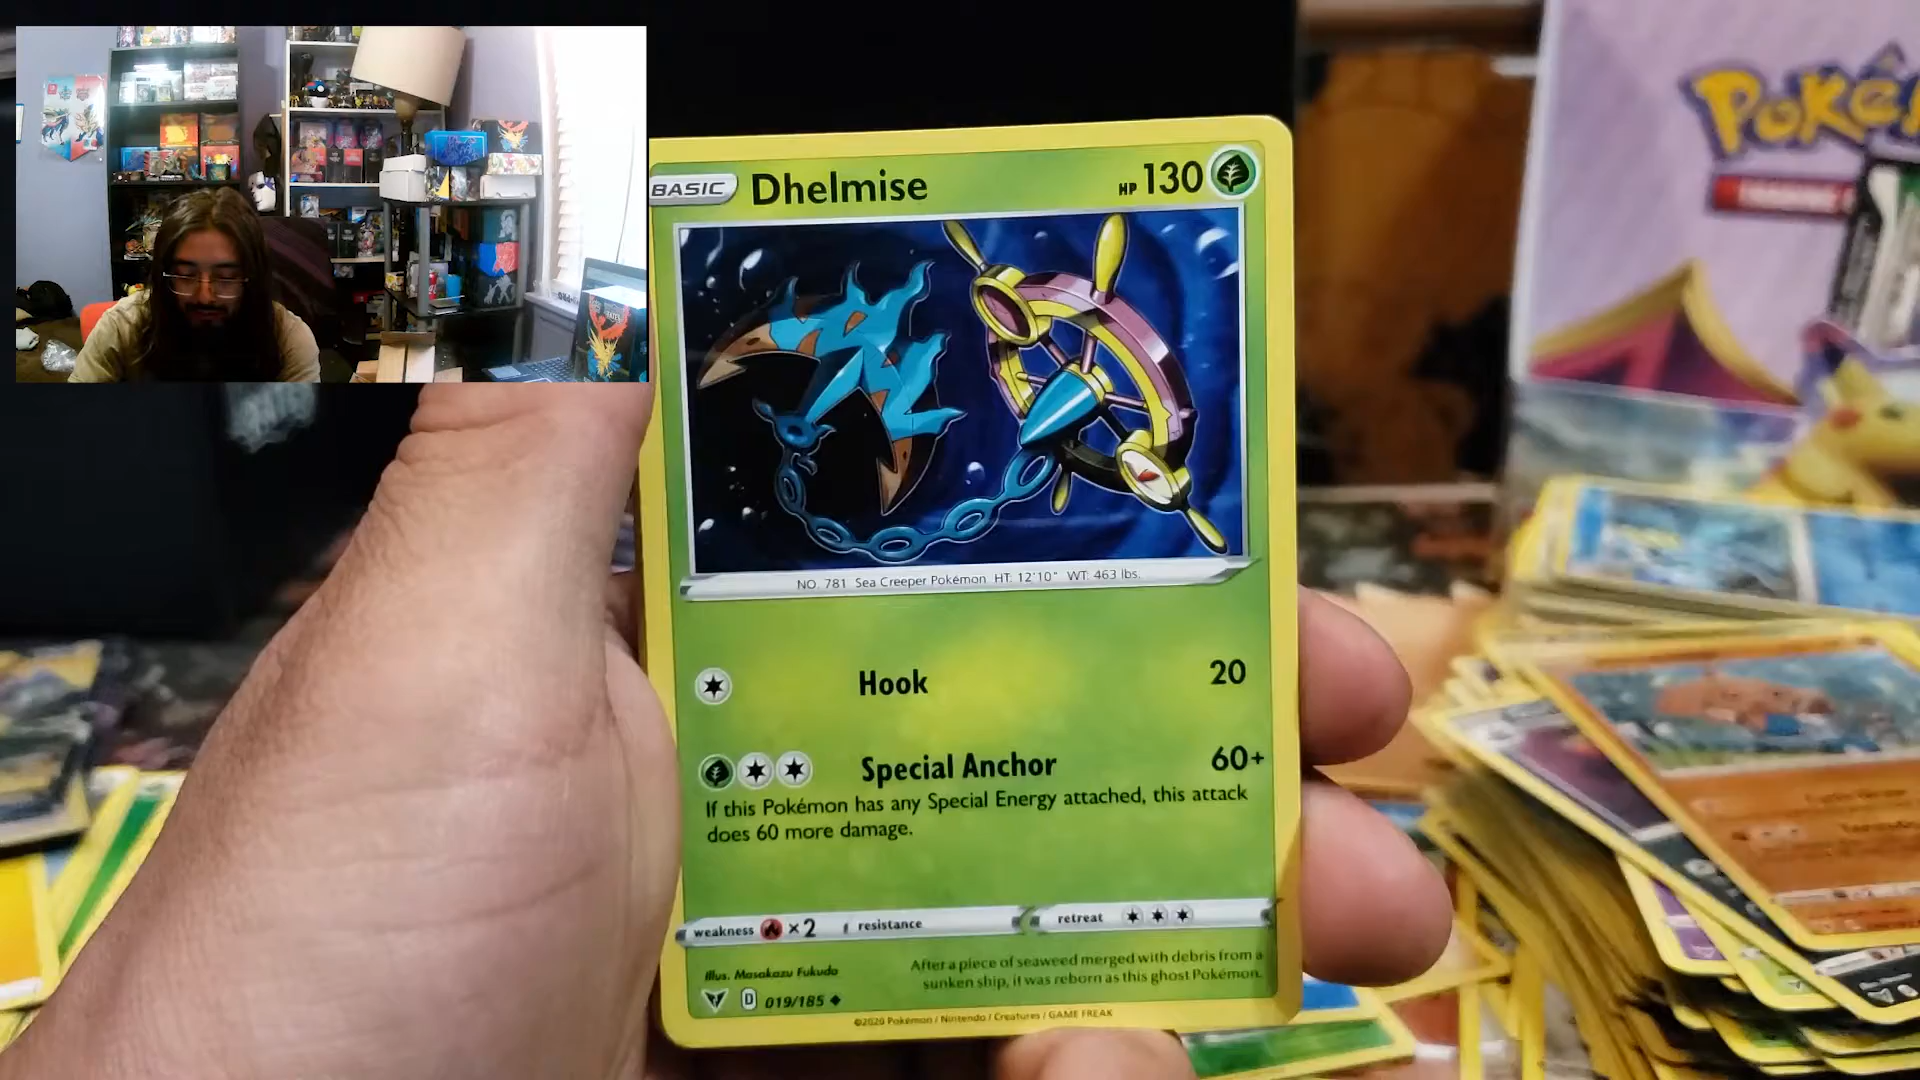 BASIC Dhelmise HP 130
NO. 781 Sea Creeper Pokémon HT: 12'10" WT: 463 lbs.
Hook 20
Special Anchor 60+
If this Pokémon has any Special Energy attached, this attack
does 60 more damage.
weakness ×2 resistance retreat
Illus. Masakazu Fukuda
After a piece of seaweed merged with debris from a
sunken ship, it was reborn as this ghost Pokémon.
D 019/185
©2020 Pokémon / Nintendo / Creatures / GAME FREAK